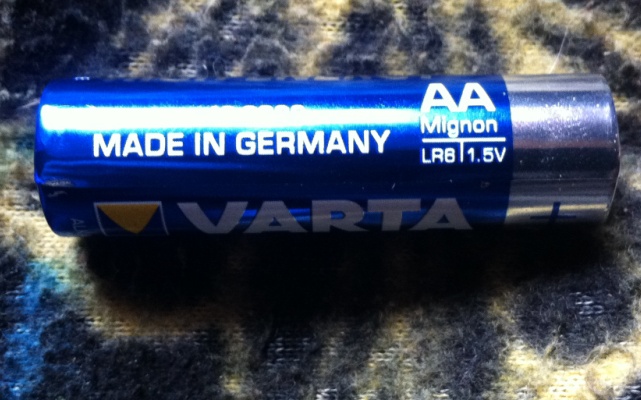 MADE IN GERMANY
AA
Mignon
LR6 1.5V
VARTA